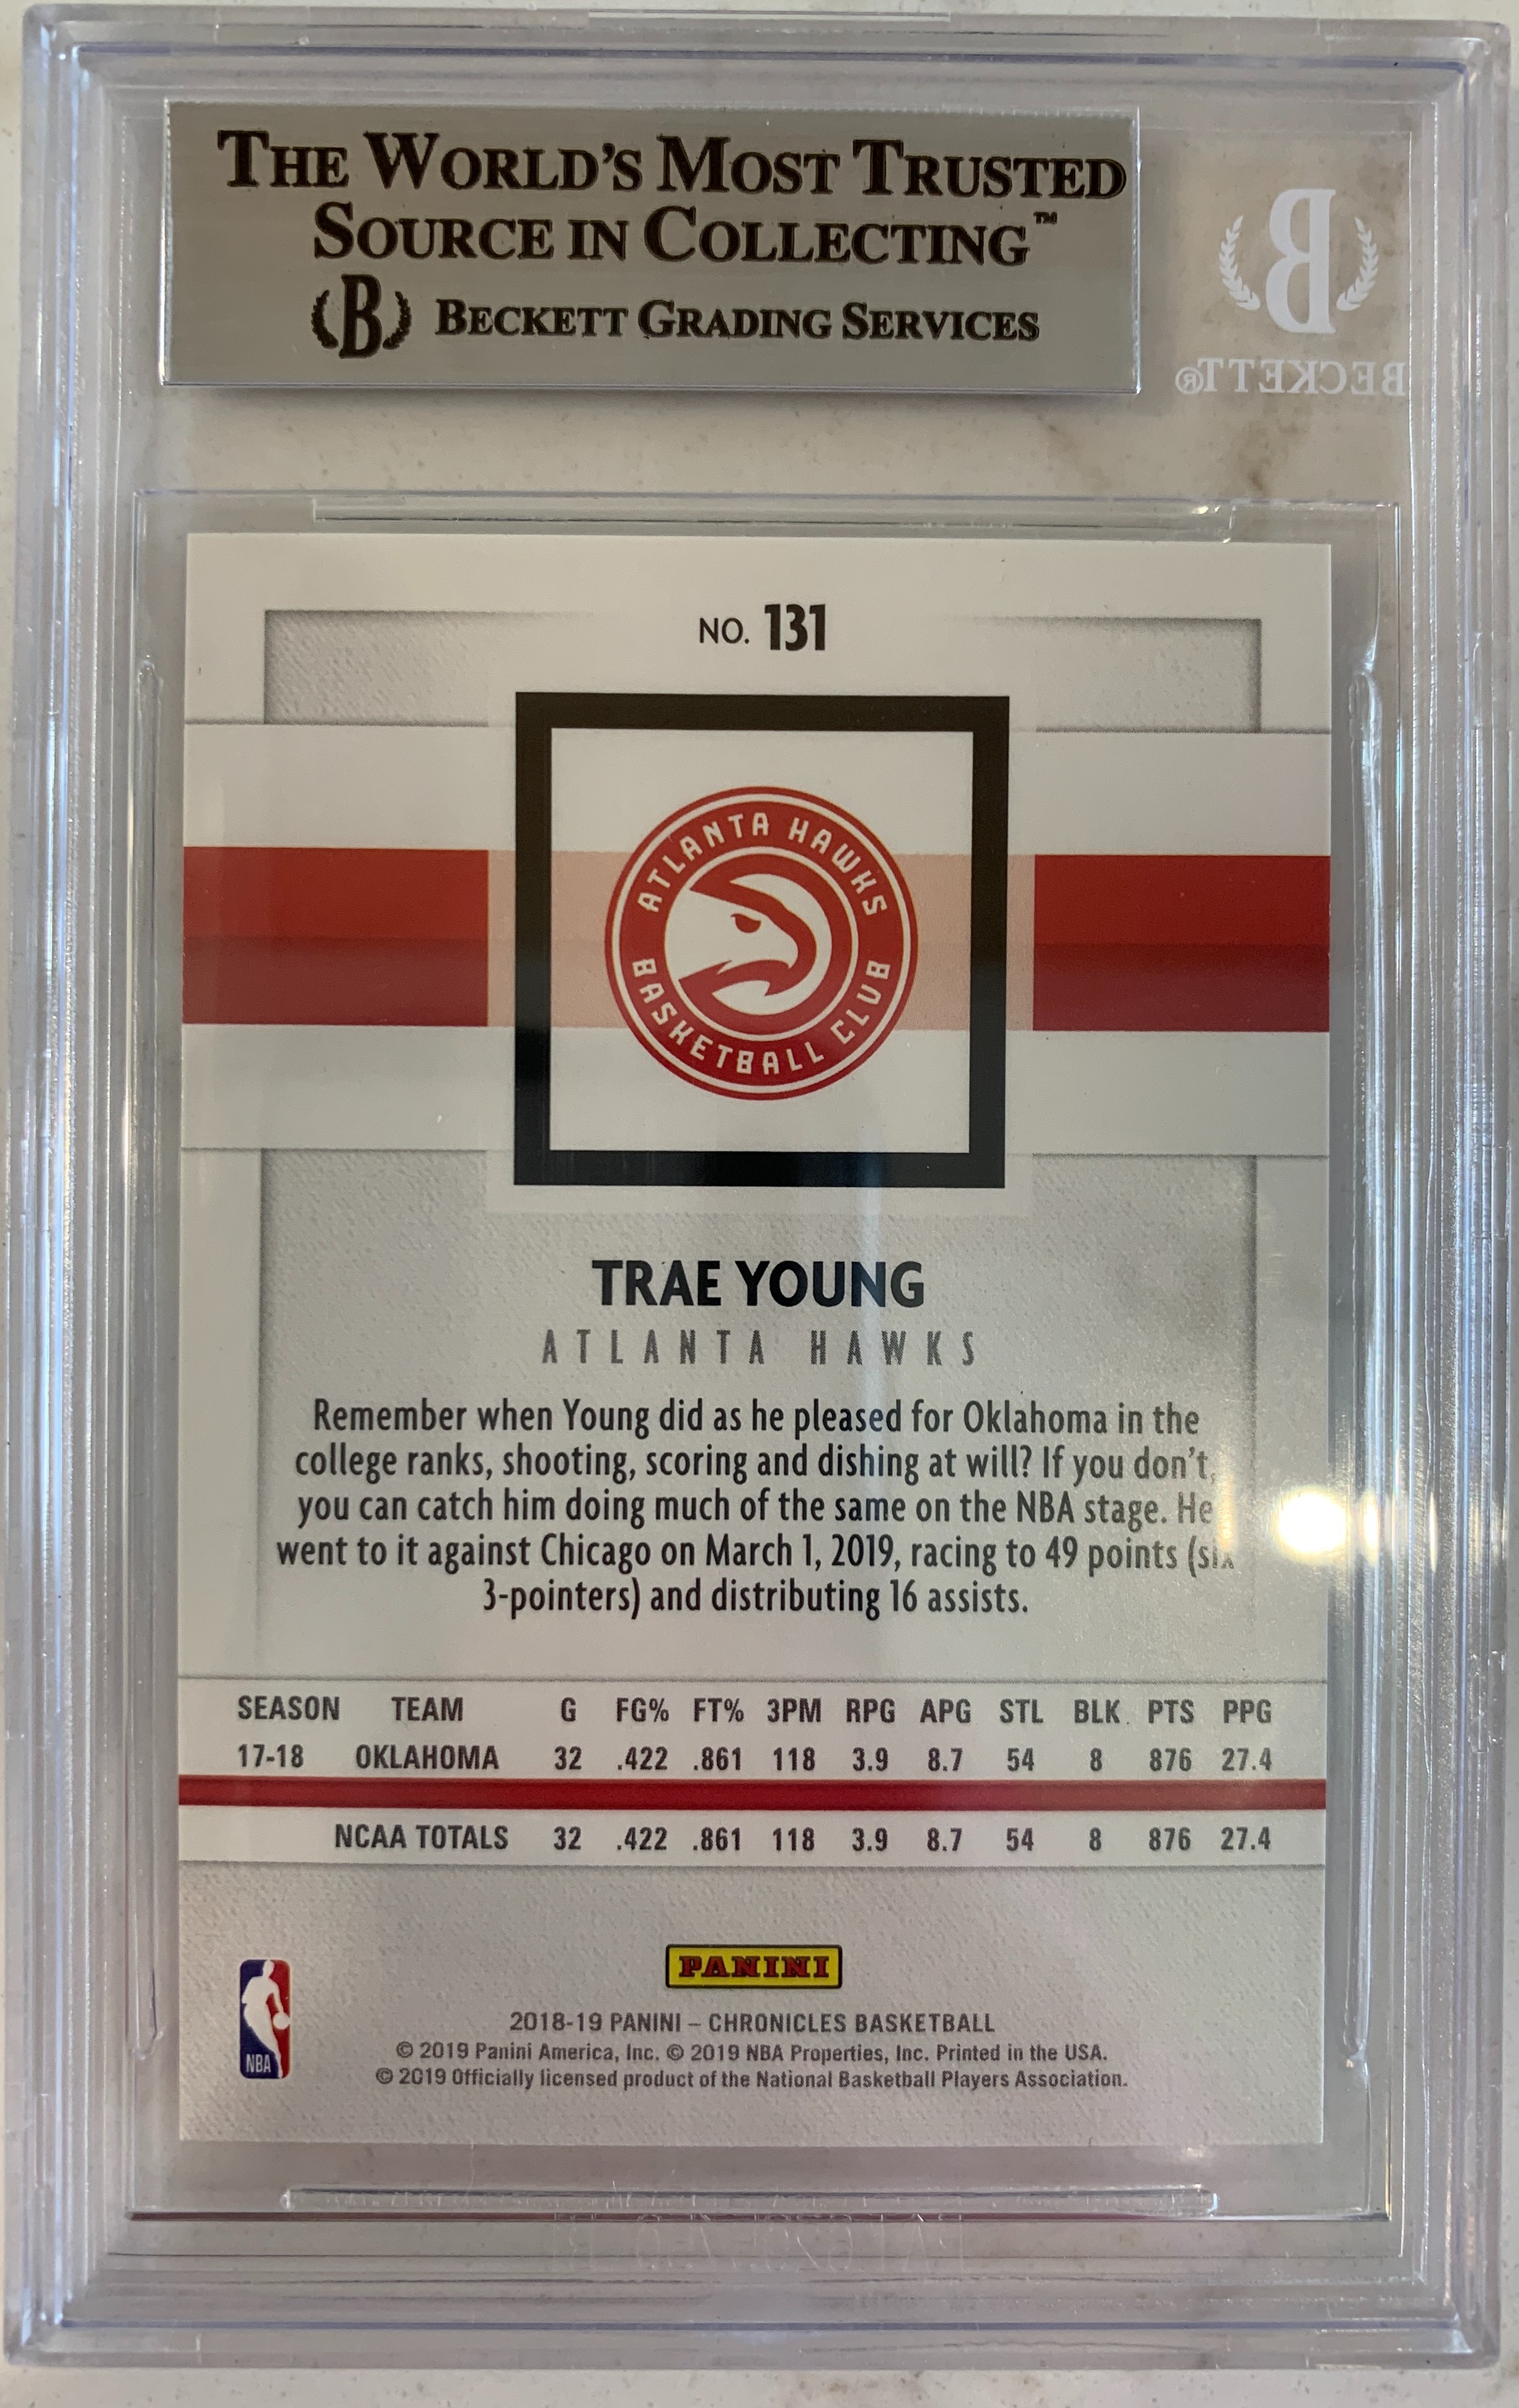 THE WORLD'S MOST TRUSTED
SOURCE IN COLLECTING™
B BECKETT GRADING SERVICES
B
BECKETT®
NO. 131
ATLANTA HAWKS
BASKETBALL CLUB
TRAE YOUNG
ATLANTA HAWKS
Remember when Young did as he pleased for Oklahoma in the
college ranks, shooting, scoring and dishing at will? If you don't,
you can catch him doing much of the same on the NBA stage. He
went to it against Chicago on March 1, 2019, racing to 49 points (six
3-pointers) and distributing 16 assists.
SEASON TEAM G FG% FT% 3PM RPG APG STL BLK PTS PPG
17-18 OKLAHOMA 32 .422 .861 118 3.9 8.7 54 8 876 27.4
NCAA TOTALS 32 .422 .861 118 3.9 8.7 54 8 876 27.4
PANINI
NBA
2018-19 PANINI – CHRONICLES BASKETBALL
© 2019 Panini America, Inc. © 2019 NBA Properties, Inc. Printed in the USA.
© 2019 Officially licensed product of the National Basketball Players Association.